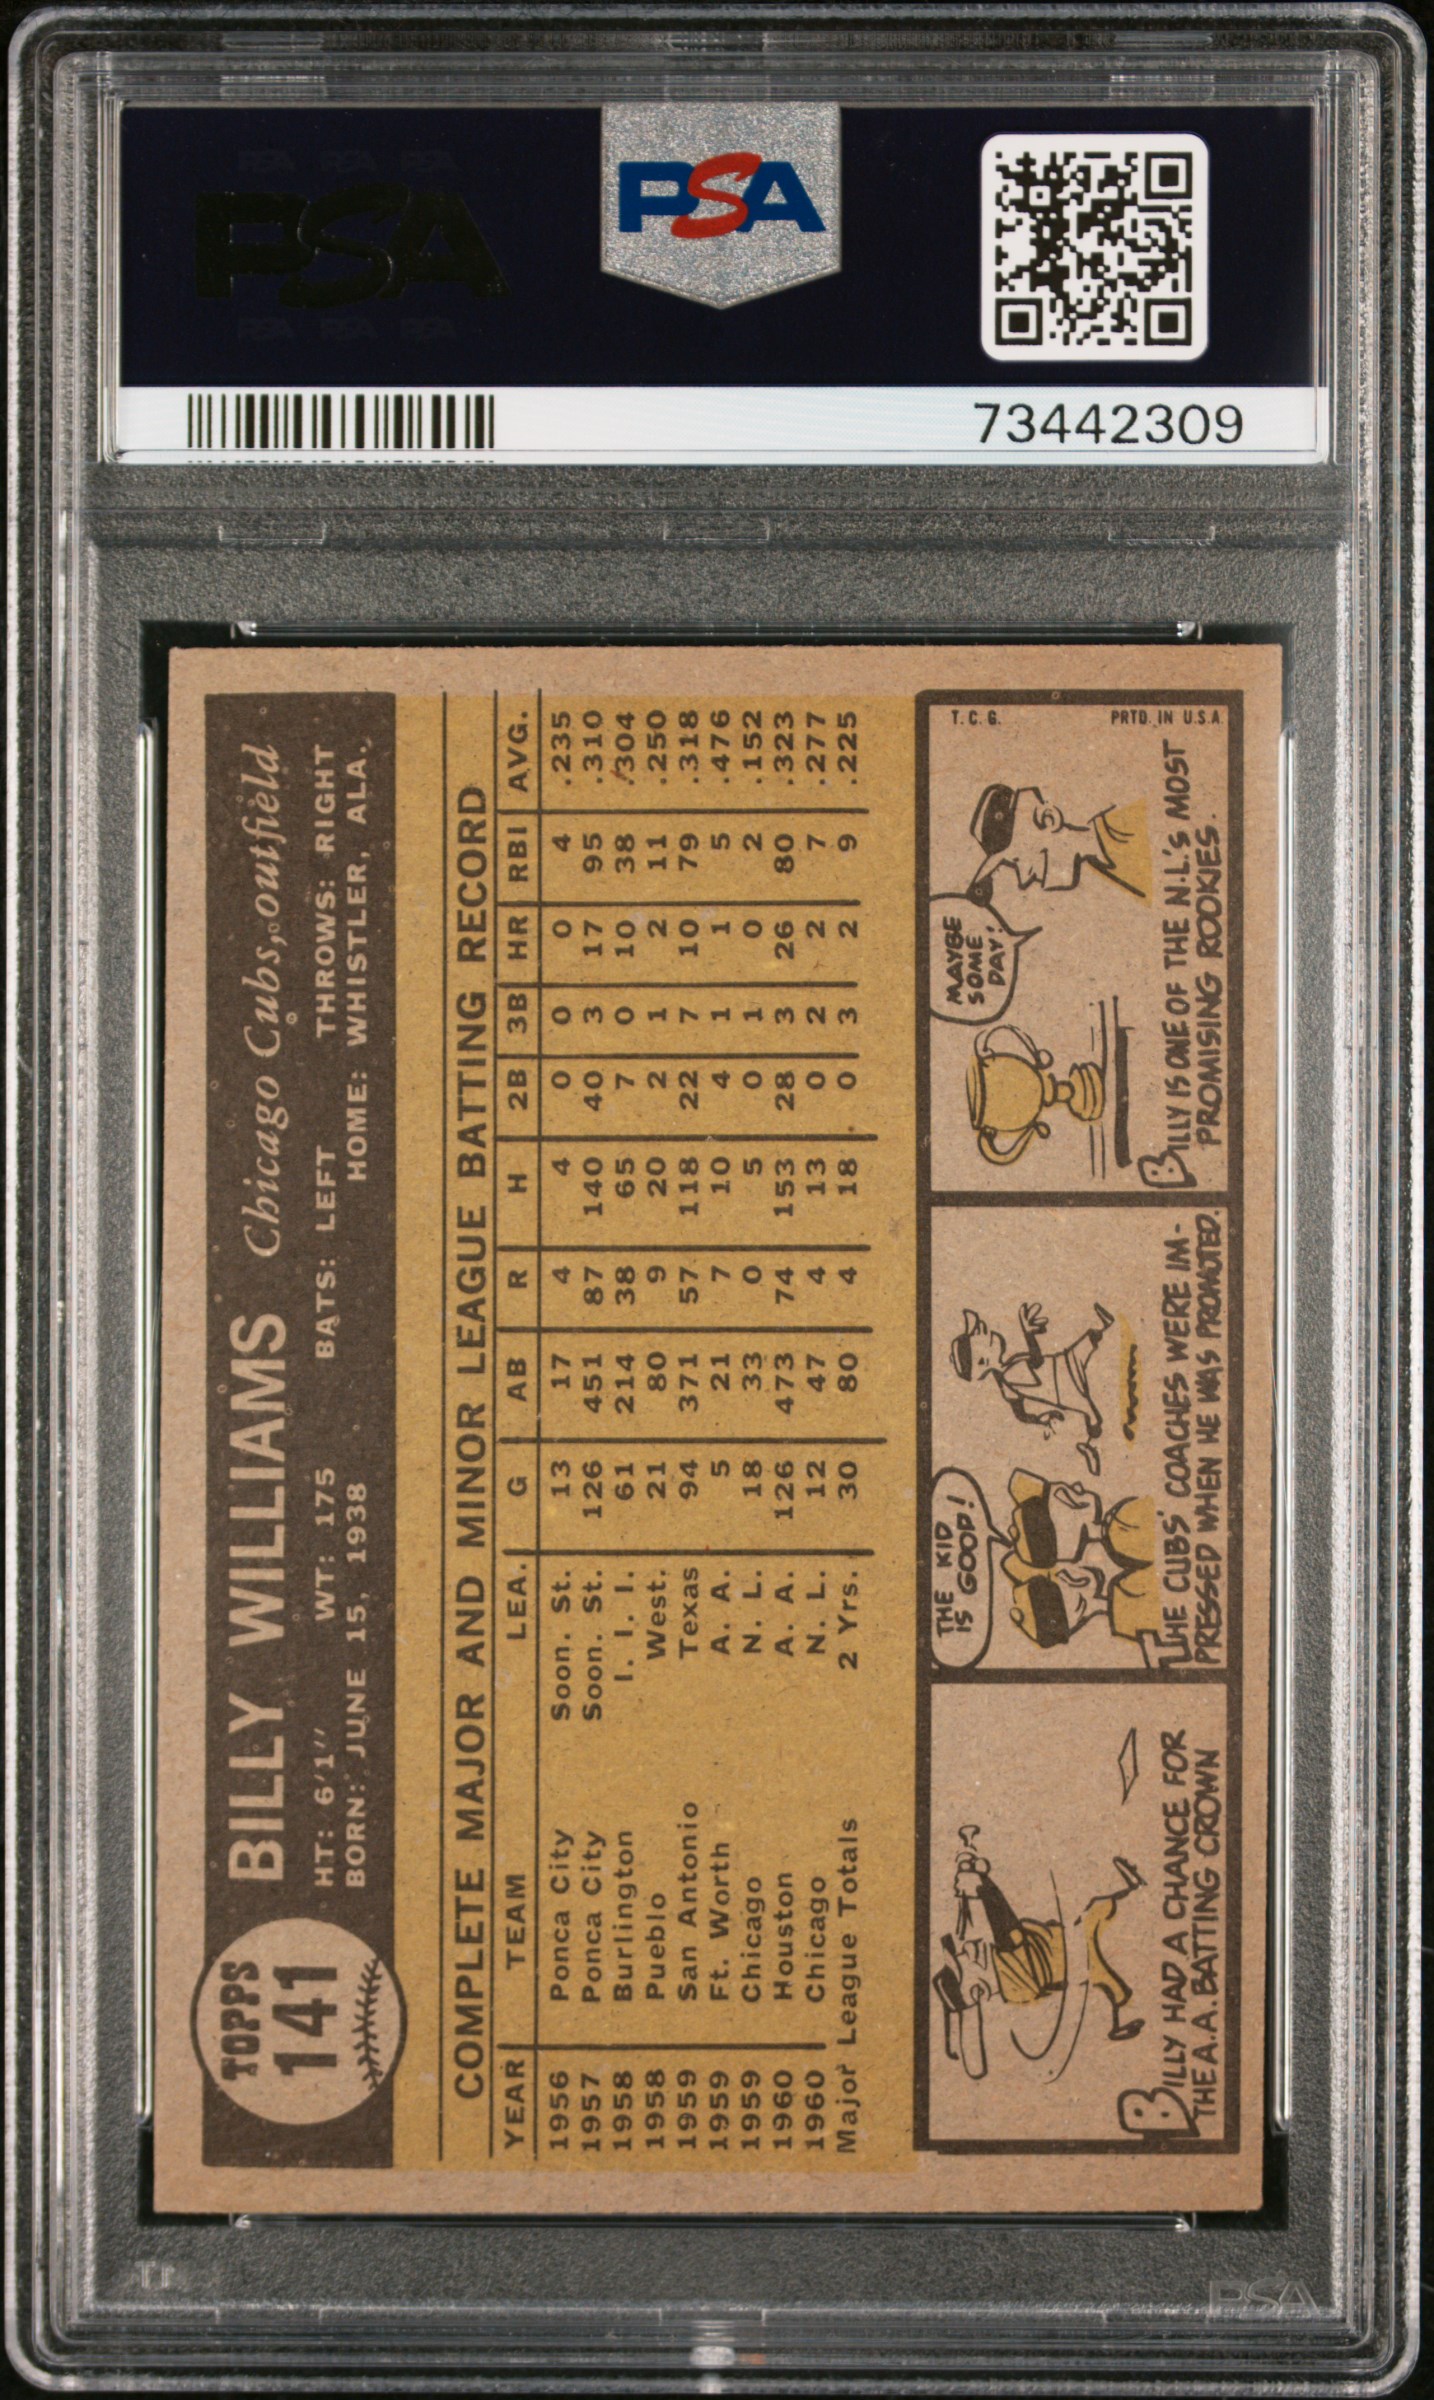 PSA PSA PSA
PSA
PSA PSA PSA
PSA
73442309
TOPPS
141
BILLY WILLIAMS Chicago Cubs, outfield
HT: 6'1" WT: 175 BATS: LEFT THROWS: RIGHT
BORN: JUNE 15, 1938 HOME: WHISTLER, ALA.
COMPLETE MAJOR AND MINOR LEAGUE BATTING RECORD
YEAR TEAM LEA. G AB R H 2B 3B HR RBI AVG.
1956 Ponca City Soon. St. 13 17 4 4 0 0 0 4 .235
1957 Ponca City Soon. St. 126 451 87 140 40 3 17 95 .310
1958 Burlington I. I. I. 61 214 38 65 7 0 10 38 .304
1958 Pueblo West. 21 80 9 20 2 1 2 11 .250
1959 San Antonio Texas 94 371 57 118 22 7 10 79 .318
1959 Ft. Worth A. A. 5 21 7 10 4 1 1 5 .476
1959 Chicago N. L. 18 33 0 5 0 1 0 2 .152
1960 Houston A. A. 126 473 74 153 28 3 26 80 .323
1960 Chicago N. L. 12 47 4 13 0 2 2 7 .277
Major League Totals 2 Yrs. 30 80 4 18 0 3 2 9 .225
BILLY HAD A CHANCE FOR
THE A.A. BATTING CROWN
THE KID
IS GOOD!
THE CUBS' COACHES WERE IM-
PRESSED WHEN HE WAS PROMOTED.
MAYBE
SOME
DAY!
BILLY IS ONE OF THE N.L.'S MOST
PROMISING ROOKIES.
T.C.G. PRTD. IN U.S.A.
PSA